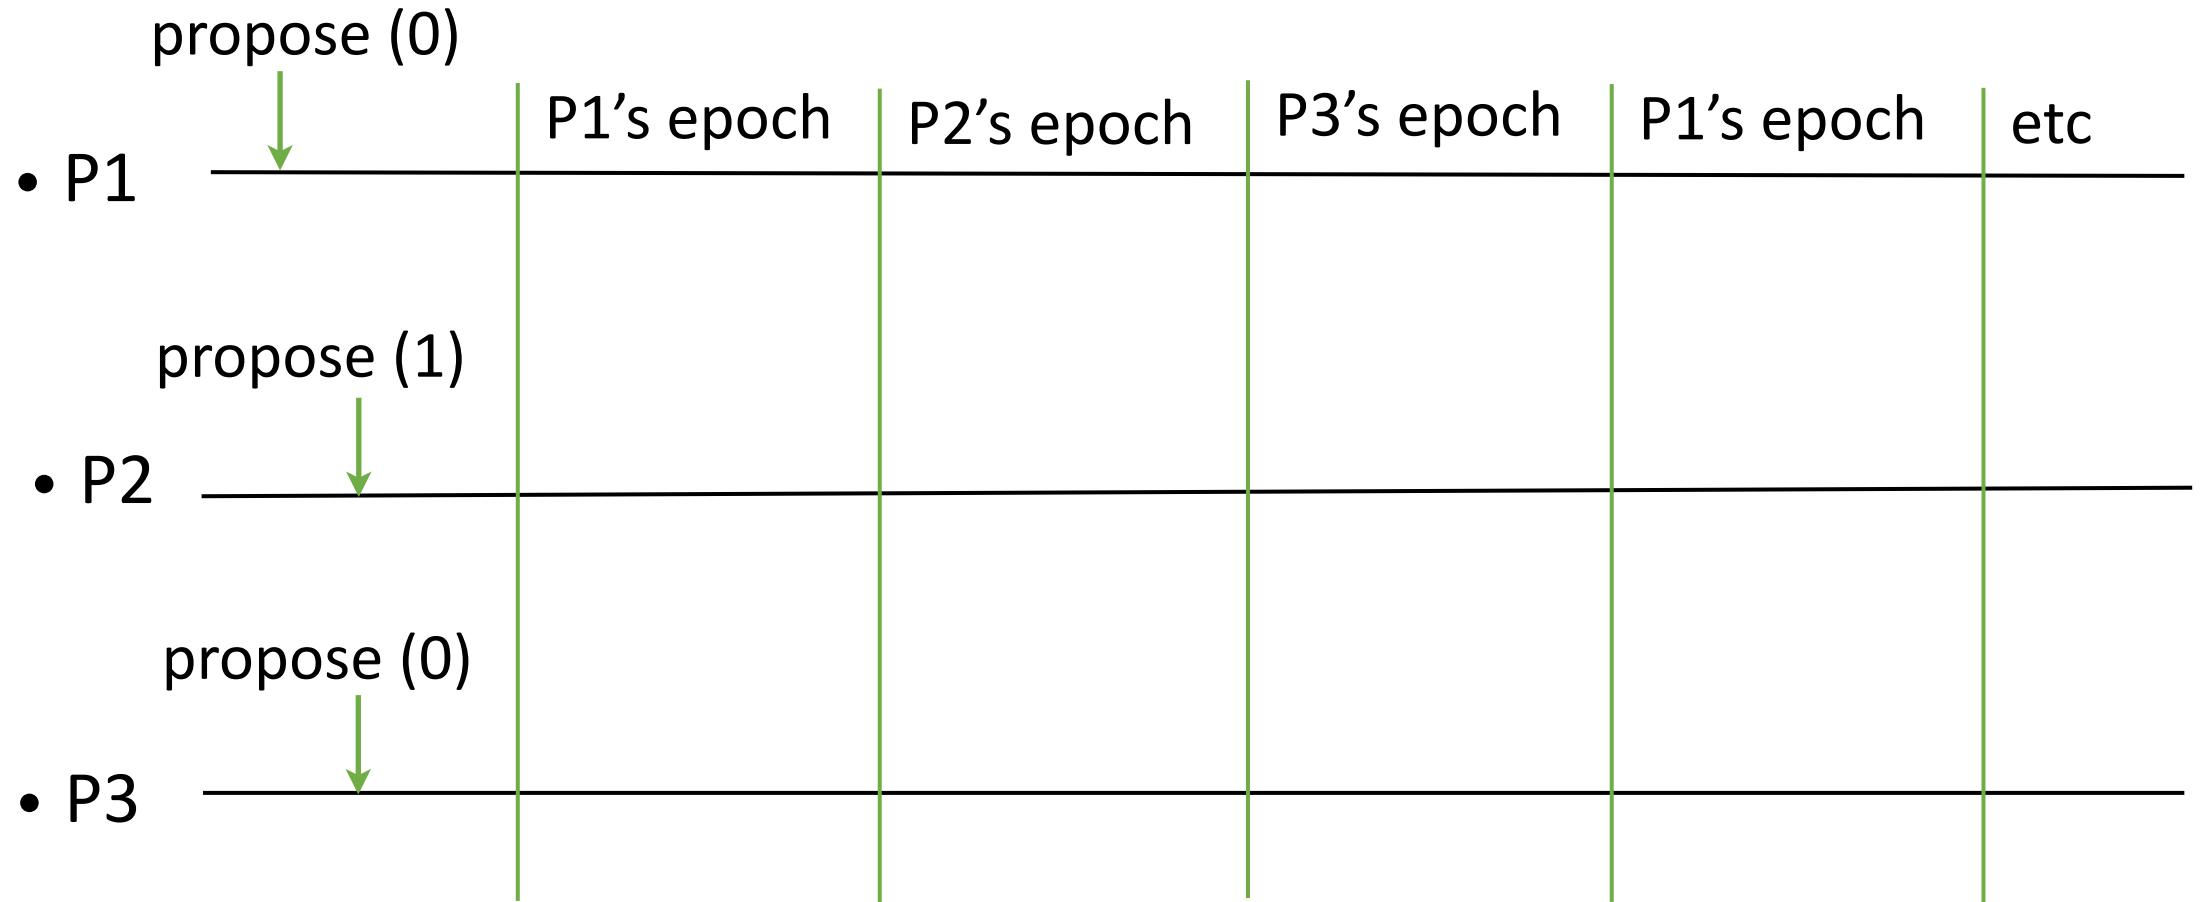 propose (0)
P1's epoch
P2's epoch
P3's epoch
P1's epoch
etc
• P1
propose (1)
• P2
propose (0)
• P3